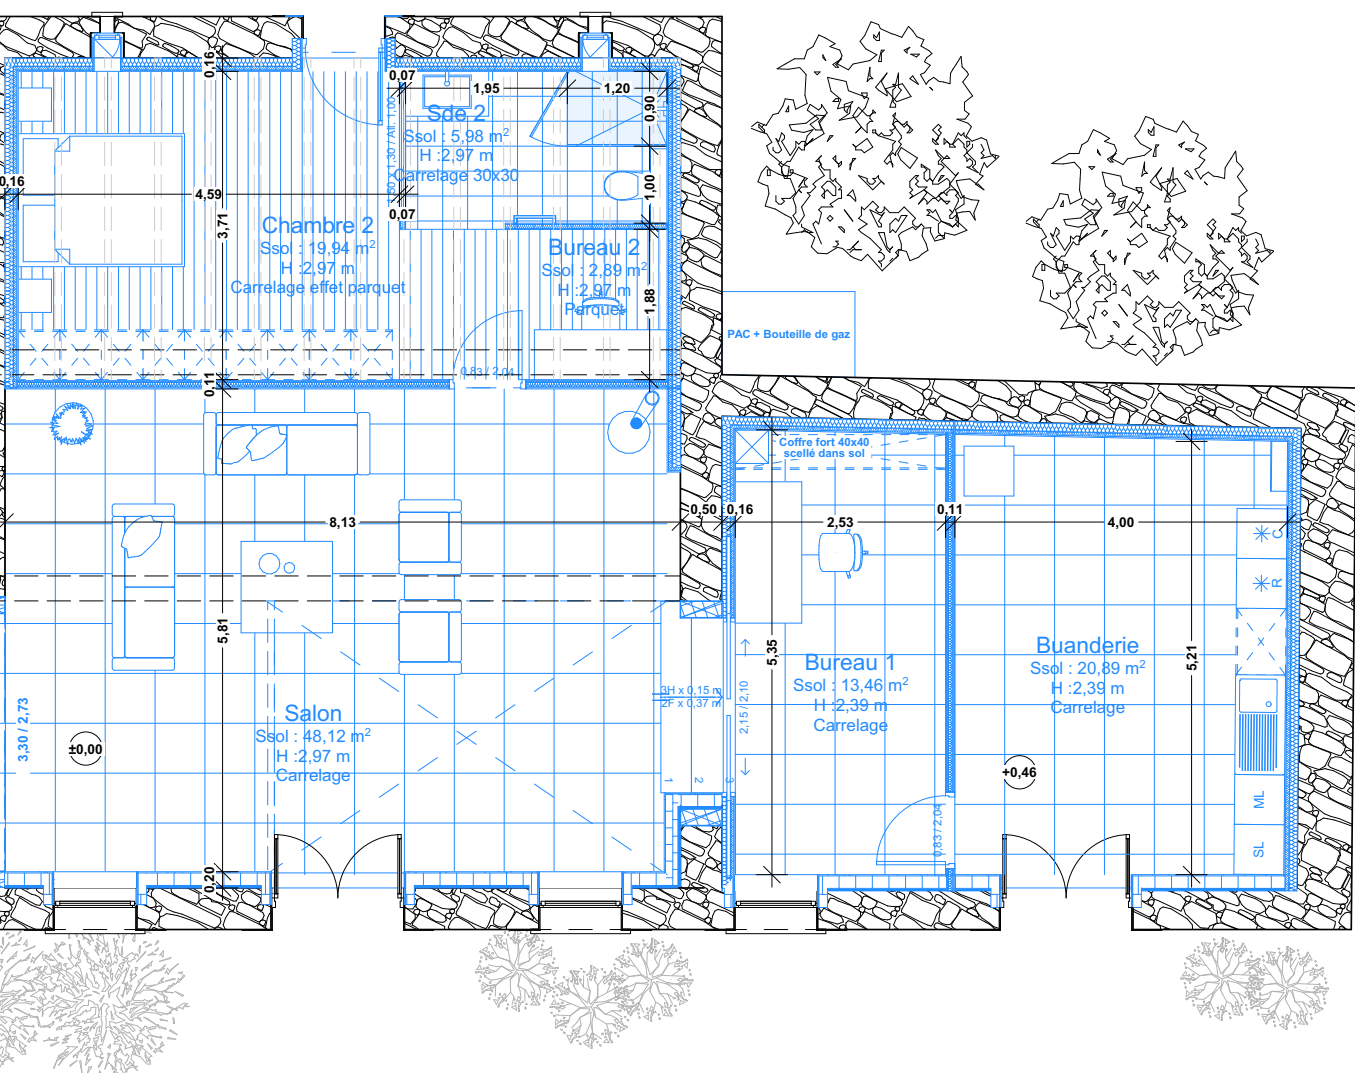 0,16
0,07
1,95
1,20
0,90
Sde 2
Ssol : 5,98 m²
H :2,97 m
Carrelage 30x30
0,16
4,59
3,71
1,00
0,07
Chambre 2
Ssol : 19,94 m²
H :2,97 m
Carrelage effet parquet
Bureau 2
Ssol : 2,89 m²
H :2,97 m
Parquet
1,88
PAC + Bouteille de gaz
0,83 / 2,04
0,11
Coffre fort 40x40
scellé dans sol
8,13
0,50
0,16
2,53
0,11
4,00
C
R
5,81
5,35
5,21
Buanderie
Ssol : 20,89 m²
H :2,39 m
Carrelage
Bureau 1
Ssol : 13,46 m²
H :2,39 m
Carrelage
3H x 0,15 m
2F x 0,37 m
2,15 / 2,10
Salon
Ssol : 48,12 m²
H :2,97 m
Carrelage
3,30 / 2,73
±0,00
+0,46
1
2
3
ML
SL
0,83 / 2,04
0,20